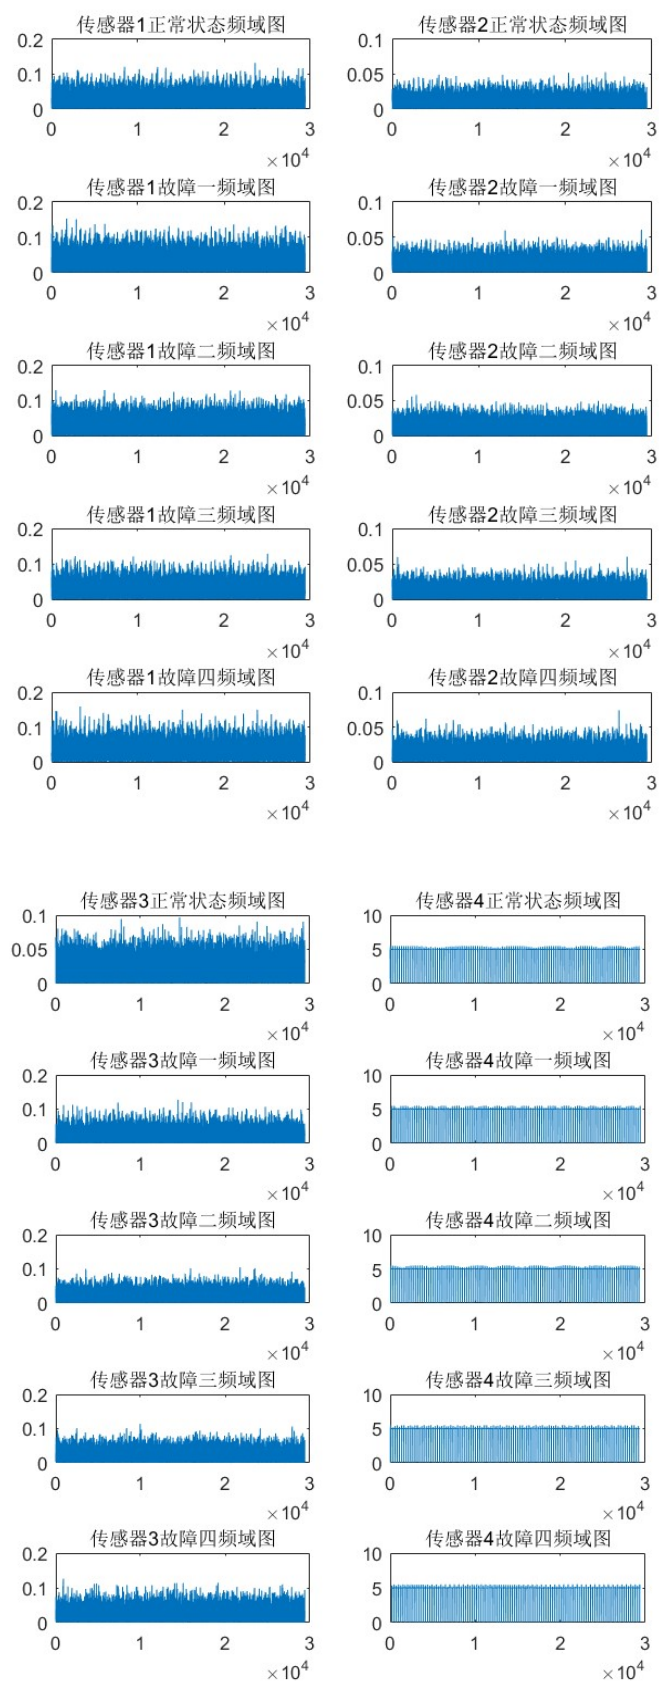 传感器1正常状态频域图 传感器2正常状态频域图
0.2 0.1
0.1 0.05
0 0
0 1 2 3 0 1 2 3
×10⁴ ×10⁴
传感器1故障一频域图 传感器2故障一频域图
0.2 0.1
0.1 0.05
0 0
0 1 2 3 0 1 2 3
×10⁴ ×10⁴
传感器1故障二频域图 传感器2故障二频域图
0.2 0.1
0.1 0.05
0 0
0 1 2 3 0 1 2 3
×10⁴ ×10⁴
传感器1故障三频域图 传感器2故障三频域图
0.2 0.1
0.1 0.05
0 0
0 1 2 3 0 1 2 3
×10⁴ ×10⁴
传感器1故障四频域图 传感器2故障四频域图
0.2 0.1
0.1 0.05
0 0
0 1 2 3 0 1 2 3
×10⁴ ×10⁴
传感器3正常状态频域图 传感器4正常状态频域图
0.1 10
0.05 5
0 0
0 1 2 3 0 1 2 3
×10⁴ ×10⁴
传感器3故障一频域图 传感器4故障一频域图
0.2 10
0.1 5
0 0
0 1 2 3 0 1 2 3
×10⁴ ×10⁴
传感器3故障二频域图 传感器4故障二频域图
0.2 10
0.1 5
0 0
0 1 2 3 0 1 2 3
×10⁴ ×10⁴
传感器3故障三频域图 传感器4故障三频域图
0.2 10
0.1 5
0 0
0 1 2 3 0 1 2 3
×10⁴ ×10⁴
传感器3故障四频域图 传感器4故障四频域图
0.2 10
0.1 5
0 0
0 1 2 3 0 1 2 3
×10⁴ ×10⁴